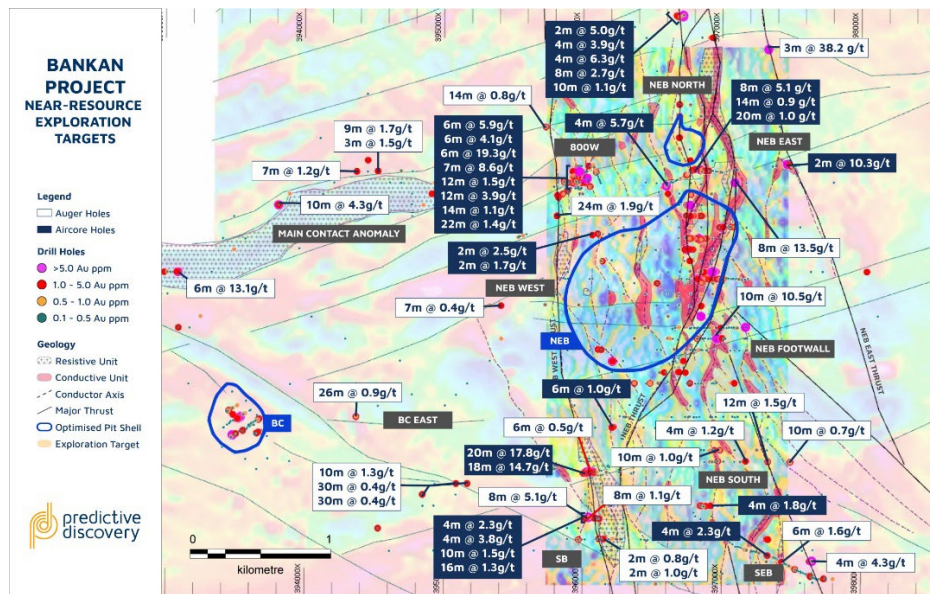 BANKAN
PROJECT
NEAR-RESOURCE
EXPLORATION
TARGETS
Legend
Auger Holes
Aircore Holes
Drill Holes
>5.0 Au ppm
1.0 - 5.0 Au ppm
0.5 - 1.0 Au ppm
0.1 - 0.5 Au ppm
Geology
Resistive Unit
Conductive Unit
Conductor Axis
Major Thrust
Optimised Pit Shell
Exploration Target
predictive
discovery
394000X
395000X
397000X
398000X
2m @ 5.0g/t
4m @ 3.9g/t
4m @ 6.3g/t
8m @ 2.7g/t
10m @ 1.1g/t
3m @ 38.2 g/t
NEB NORTH
8m @ 5.1 g/t
14m @ 0.9 g/t
20m @ 1.0 g/t
14m @ 0.8g/t
4m @ 5.7g/t
9m @ 1.7g/t
3m @ 1.5g/t
6m @ 5.9g/t
6m @ 4.1g/t
6m @ 19.3g/t
7m @ 8.6g/t
12m @ 1.5g/t
12m @ 3.9g/t
14m @ 1.1g/t
22m @ 1.4g/t
800W
NEB EAST
2m @ 10.3g/t
7m @ 1.2g/t
10m @ 4.3g/t
24m @ 1.9g/t
MAIN CONTACT ANOMALY
2m @ 2.5g/t
2m @ 1.7g/t
8m @ 13.5g/t
6m @ 13.1g/t
NEB WEST
7m @ 0.4g/t
10m @ 10.5g/t
NEB
NEB FOOTWALL
NEB EAST THRUST
6m @ 1.0g/t
26m @ 0.9g/t
BC
BC EAST
12m @ 1.5g/t
6m @ 0.5g/t
4m @ 1.2g/t
10m @ 0.7g/t
20m @ 17.8g/t
18m @ 14.7g/t
10m @ 1.0g/t
NEB SOUTH
10m @ 1.3g/t
30m @ 0.4g/t
30m @ 0.4g/t
8m @ 5.1g/t
8m @ 1.1g/t
4m @ 1.8g/t
4m @ 2.3g/t
4m @ 3.8g/t
10m @ 1.5g/t
16m @ 1.3g/t
4m @ 2.3g/t
6m @ 1.6g/t
SB
2m @ 0.8g/t
2m @ 1.0g/t
SEB
4m @ 4.3g/t
0
1
kilometre
394000X
397000X
398000X